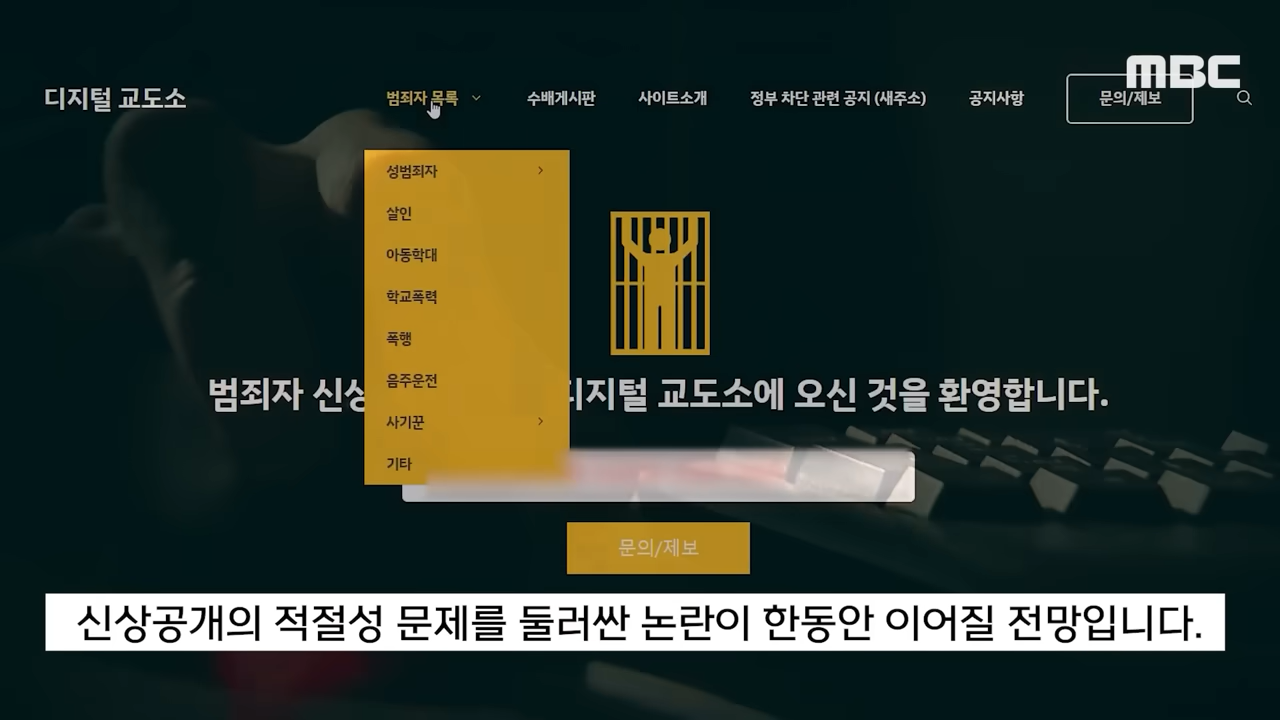 MBC
디지털 교도소
범죄자 목록
수배게시판
사이트소개
정부 차단 관련 공지 (새주소)
공지사항
문의/제보
성범죄자
살인
아동학대
학교폭력
폭행
음주운전
사기꾼
기타
범죄자 신상 디지털 교도소에 오신 것을 환영합니다.
문의/제보
신상공개의 적절성 문제를 둘러싼 논란이 한동안 이어질 전망입니다.